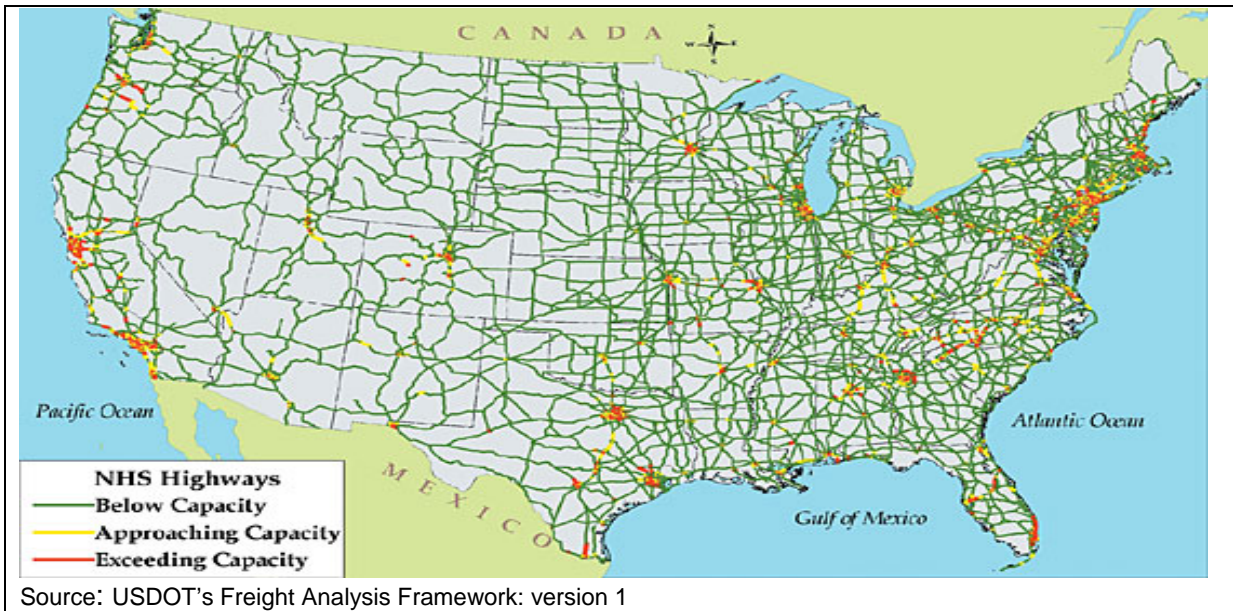 CANADA
N
W E
S
Pacific Ocean
Atlantic Ocean
MEXICO
Gulf of Mexico
NHS Highways
Below Capacity
Approaching Capacity
Exceeding Capacity
Source: USDOT's Freight Analysis Framework: version 1